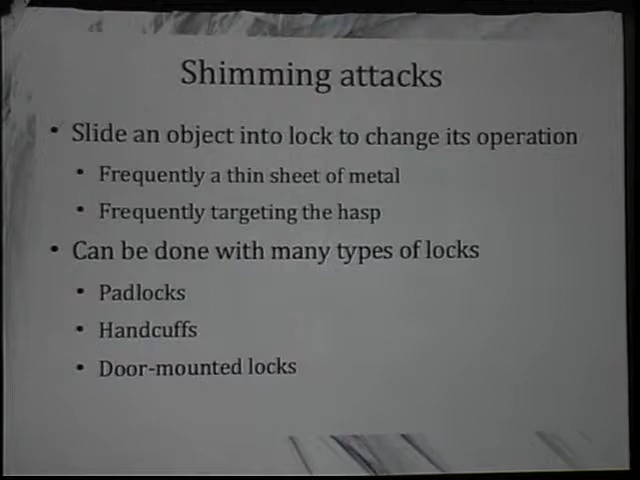 Shimming attacks
• Slide an object into lock to change its operation
• Frequently a thin sheet of metal
• Frequently targeting the hasp
• Can be done with many types of locks
• Padlocks
• Handcuffs
• Door-mounted locks